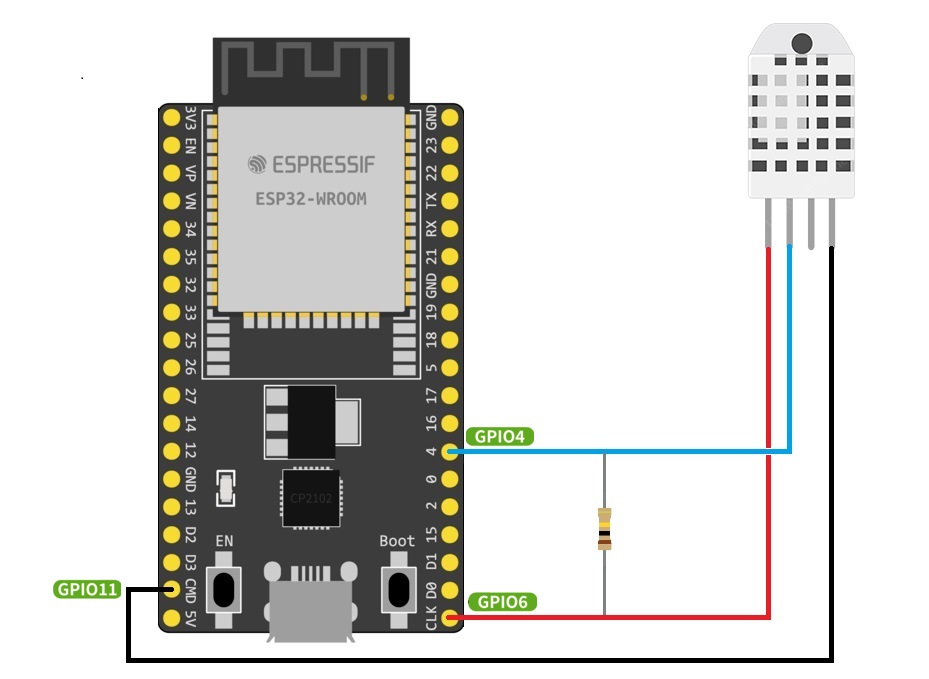 ESPRESSIF
ESP32-WROOM
3V3
EN
VP
VN
34
35
32
33
25
26
27
14
12
GND
13
D2
D3
CMD
5V
GND
23
22
TX
RX
21
GND
19
18
5
17
16
4
0
2
15
D1
D0
CLK
GPIO4
CP2102
EN
Boot
GPIO11
GPIO6